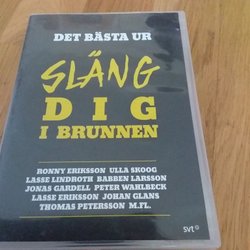 DET BÄSTA UR
SLÄNG
DIG
I BRUNNEN
RONNY ERIKSSON ULLA SKOOG
LASSE LINDROTH BABBEN LARSSON
JONAS GARDELL PETER WAHLBECK
LASSE ERIKSSON JOHAN GLANS
THOMAS PETERSSON M.FL.
svt